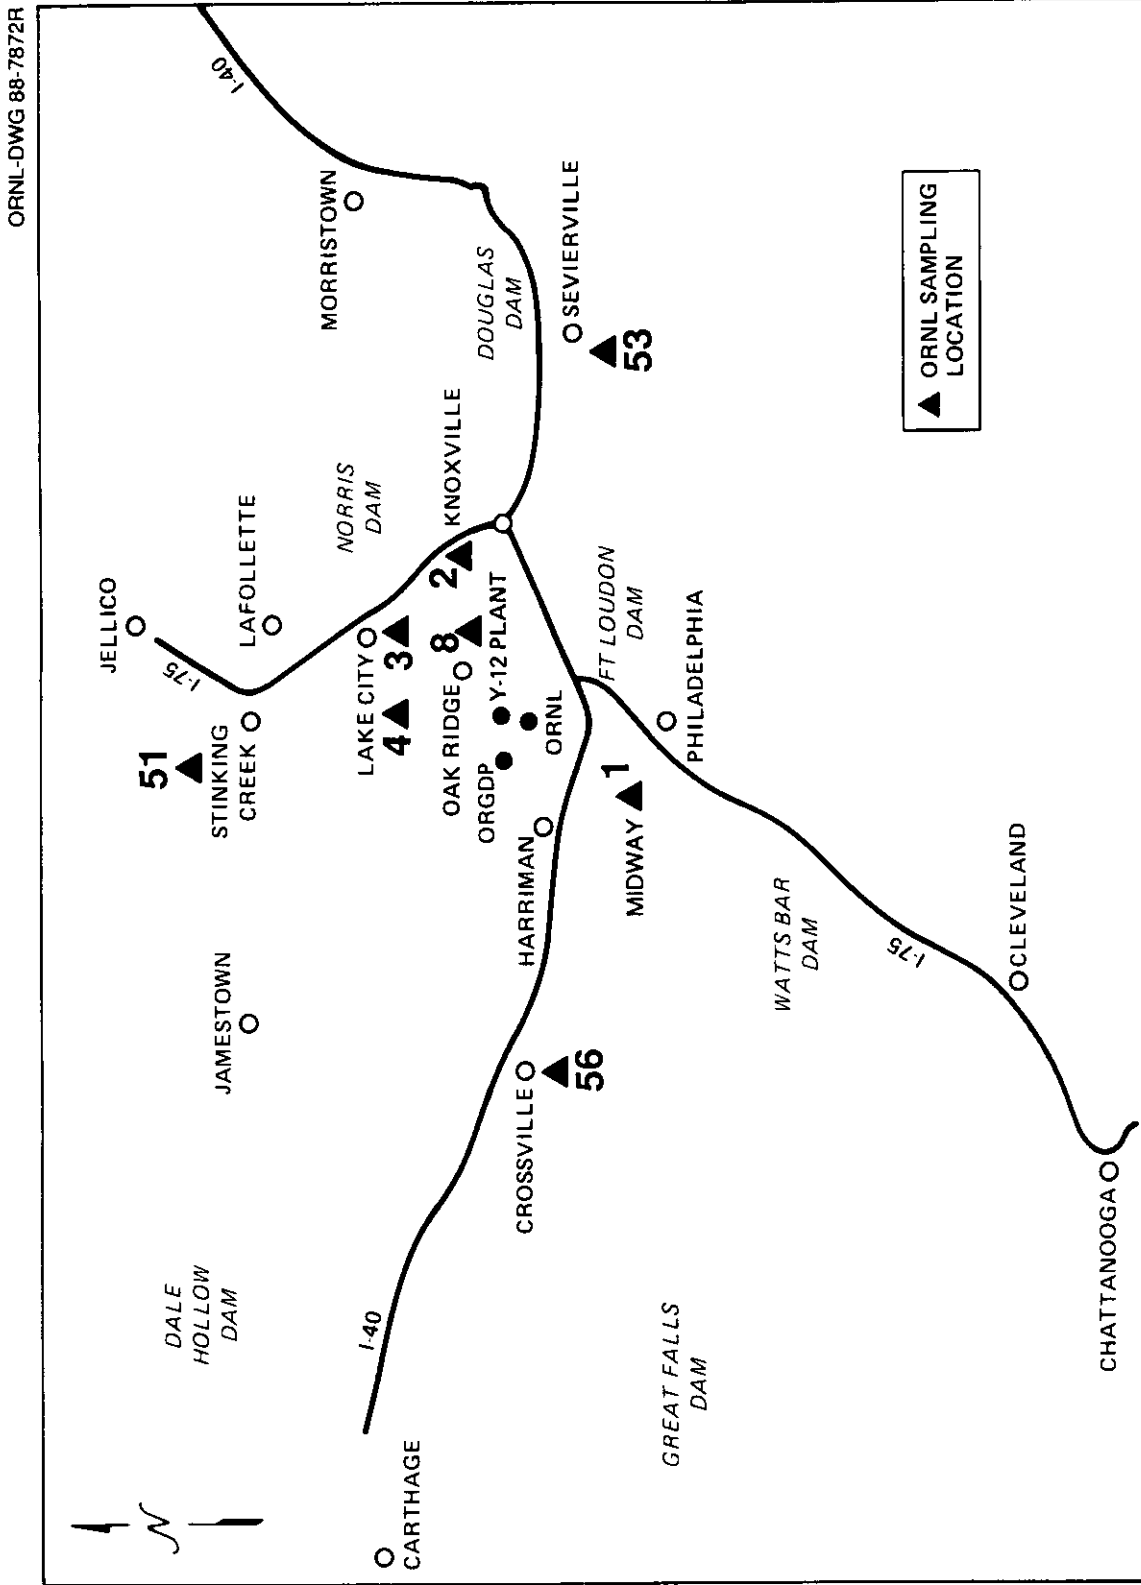 ORNL-DWG 88-7872R
N
DALE
HOLLOW
DAM
JAMESTOWN
51
STINKING
CREEK
JELLICO
I-75
LAFOLLETTE
I-40
MORRISTOWN
NORRIS
DAM
I-40
CARTHAGE
LAKE CITY
4
3
OAK RIDGE
8
2
KNOXVILLE
DOUGLAS
DAM
ORGDP
Y-12 PLANT
ORNL
HARRIMAN
CROSSVILLE
56
SEVIERVILLE
53
MIDWAY
1
FT LOUDON
DAM
PHILADELPHIA
GREAT FALLS
DAM
WATTS BAR
DAM
I-75
CLEVELAND
CHATTANOOGA
ORNL SAMPLING
LOCATION